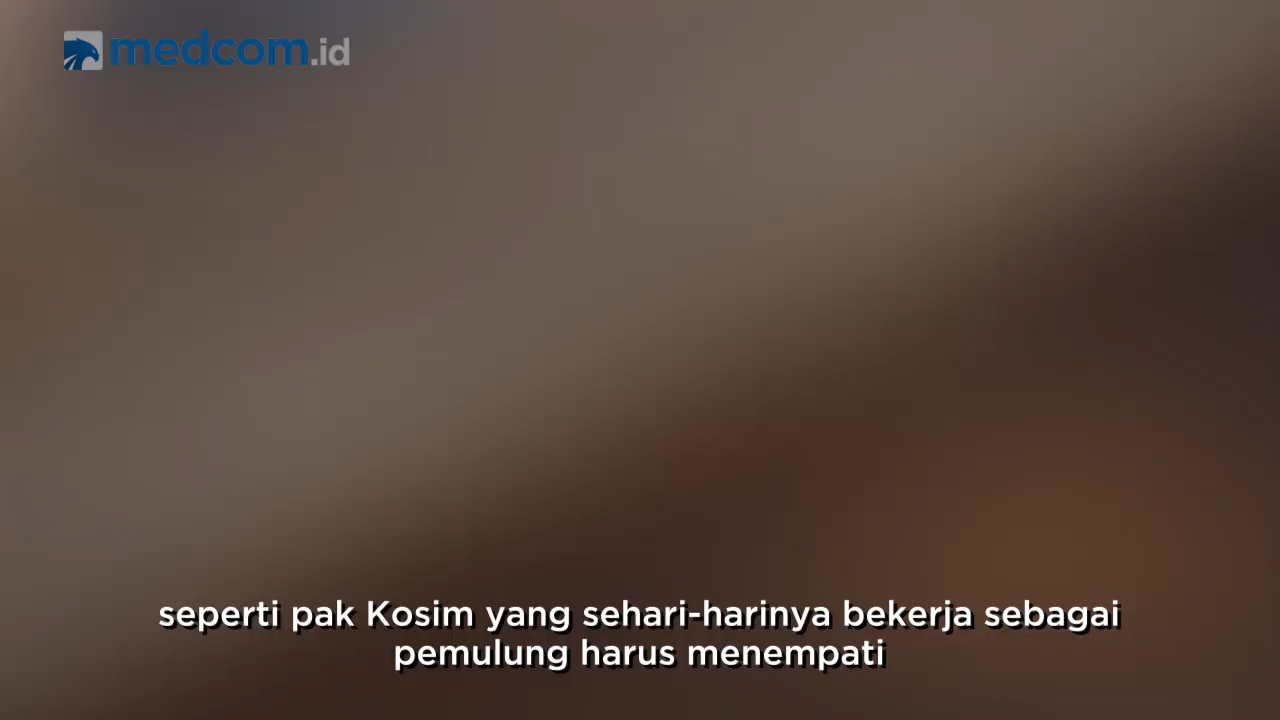 medcom.id
seperti pak Kosim yang sehari-harinya bekerja sebagai
pemulung harus menempati